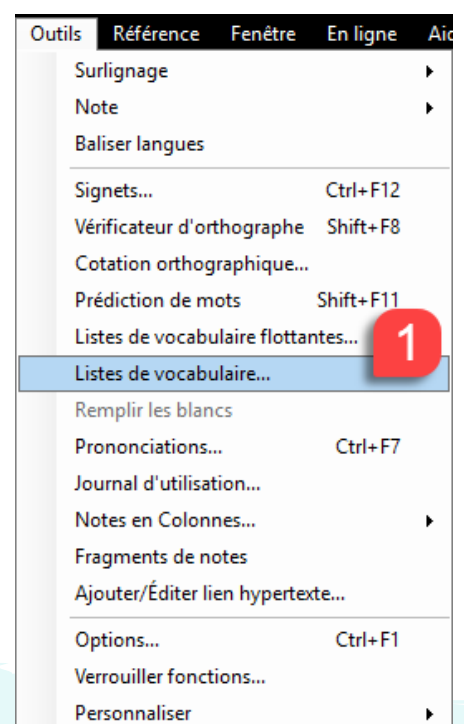 Outils Référence Fenêtre En ligne
Surlignage
Note
Baliser langues
Signets... Ctrl+F12
Vérificateur d'orthographe Shift+F8
Cotation orthographique...
Prédiction de mots Shift+F11
Listes de vocabulaire flottantes...
1
Listes de vocabulaire...
Remplir les blancs
Prononciations... Ctrl+F7
Journal d'utilisation...
Notes en Colonnes...
Fragments de notes
Ajouter/Éditer lien hypertexte...
Options... Ctrl+F1
Verrouiller fonctions...
Personnaliser